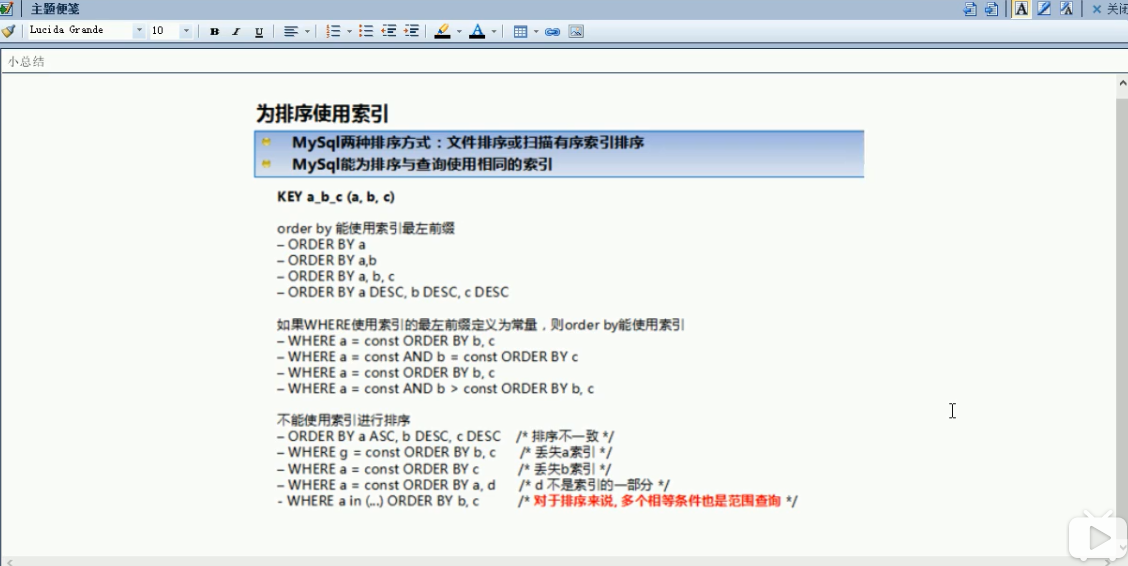 主题便笺
关闭
Lucida Grande 10 B I U
小总结
为排序使用索引
MySql两种排序方式：文件排序或扫描有序索引排序
MySql能为排序与查询使用相同的索引
KEY a_b_c (a, b, c)
order by 能使用索引最左前缀
– ORDER BY a
– ORDER BY a,b
– ORDER BY a, b, c
– ORDER BY a DESC, b DESC, c DESC
如果WHERE使用索引的最左前缀定义为常量，则order by能使用索引
– WHERE a = const ORDER BY b, c
– WHERE a = const AND b = const ORDER BY c
– WHERE a = const ORDER BY b, c
– WHERE a = const AND b > const ORDER BY b, c
不能使用索引进行排序
– ORDER BY a ASC, b DESC, c DESC /* 排序不一致 */
– WHERE g = const ORDER BY b, c /* 丢失a索引 */
– WHERE a = const ORDER BY c /* 丢失b索引 */
– WHERE a = const ORDER BY a, d /* d 不是索引的一部分 */
- WHERE a in (...) ORDER BY b, c /* 对于排序来说, 多个相等条件也是范围查询 */